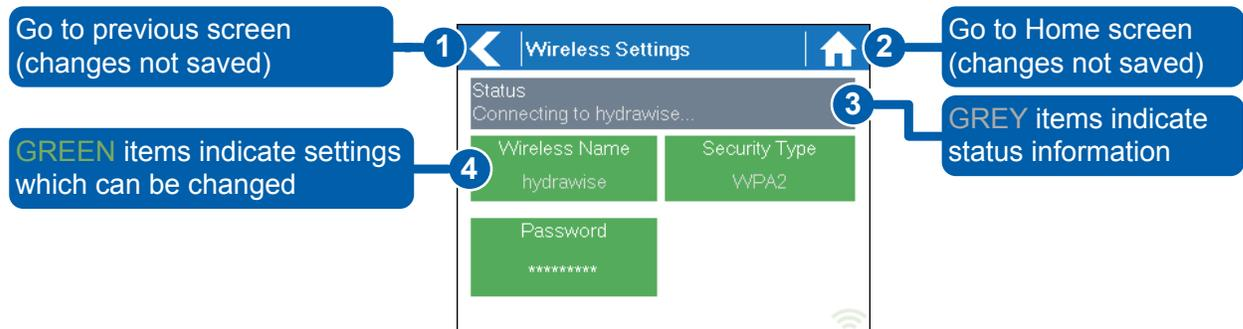 Go to previous screen
(changes not saved)
1
Wireless Settings
2
Go to Home screen
(changes not saved)
Status
Connecting to hydrawise...
3
GREY items indicate
status information
GREEN items indicate settings
which can be changed
4
Wireless Name
hydrawise
Security Type
WPA2
Password
*********